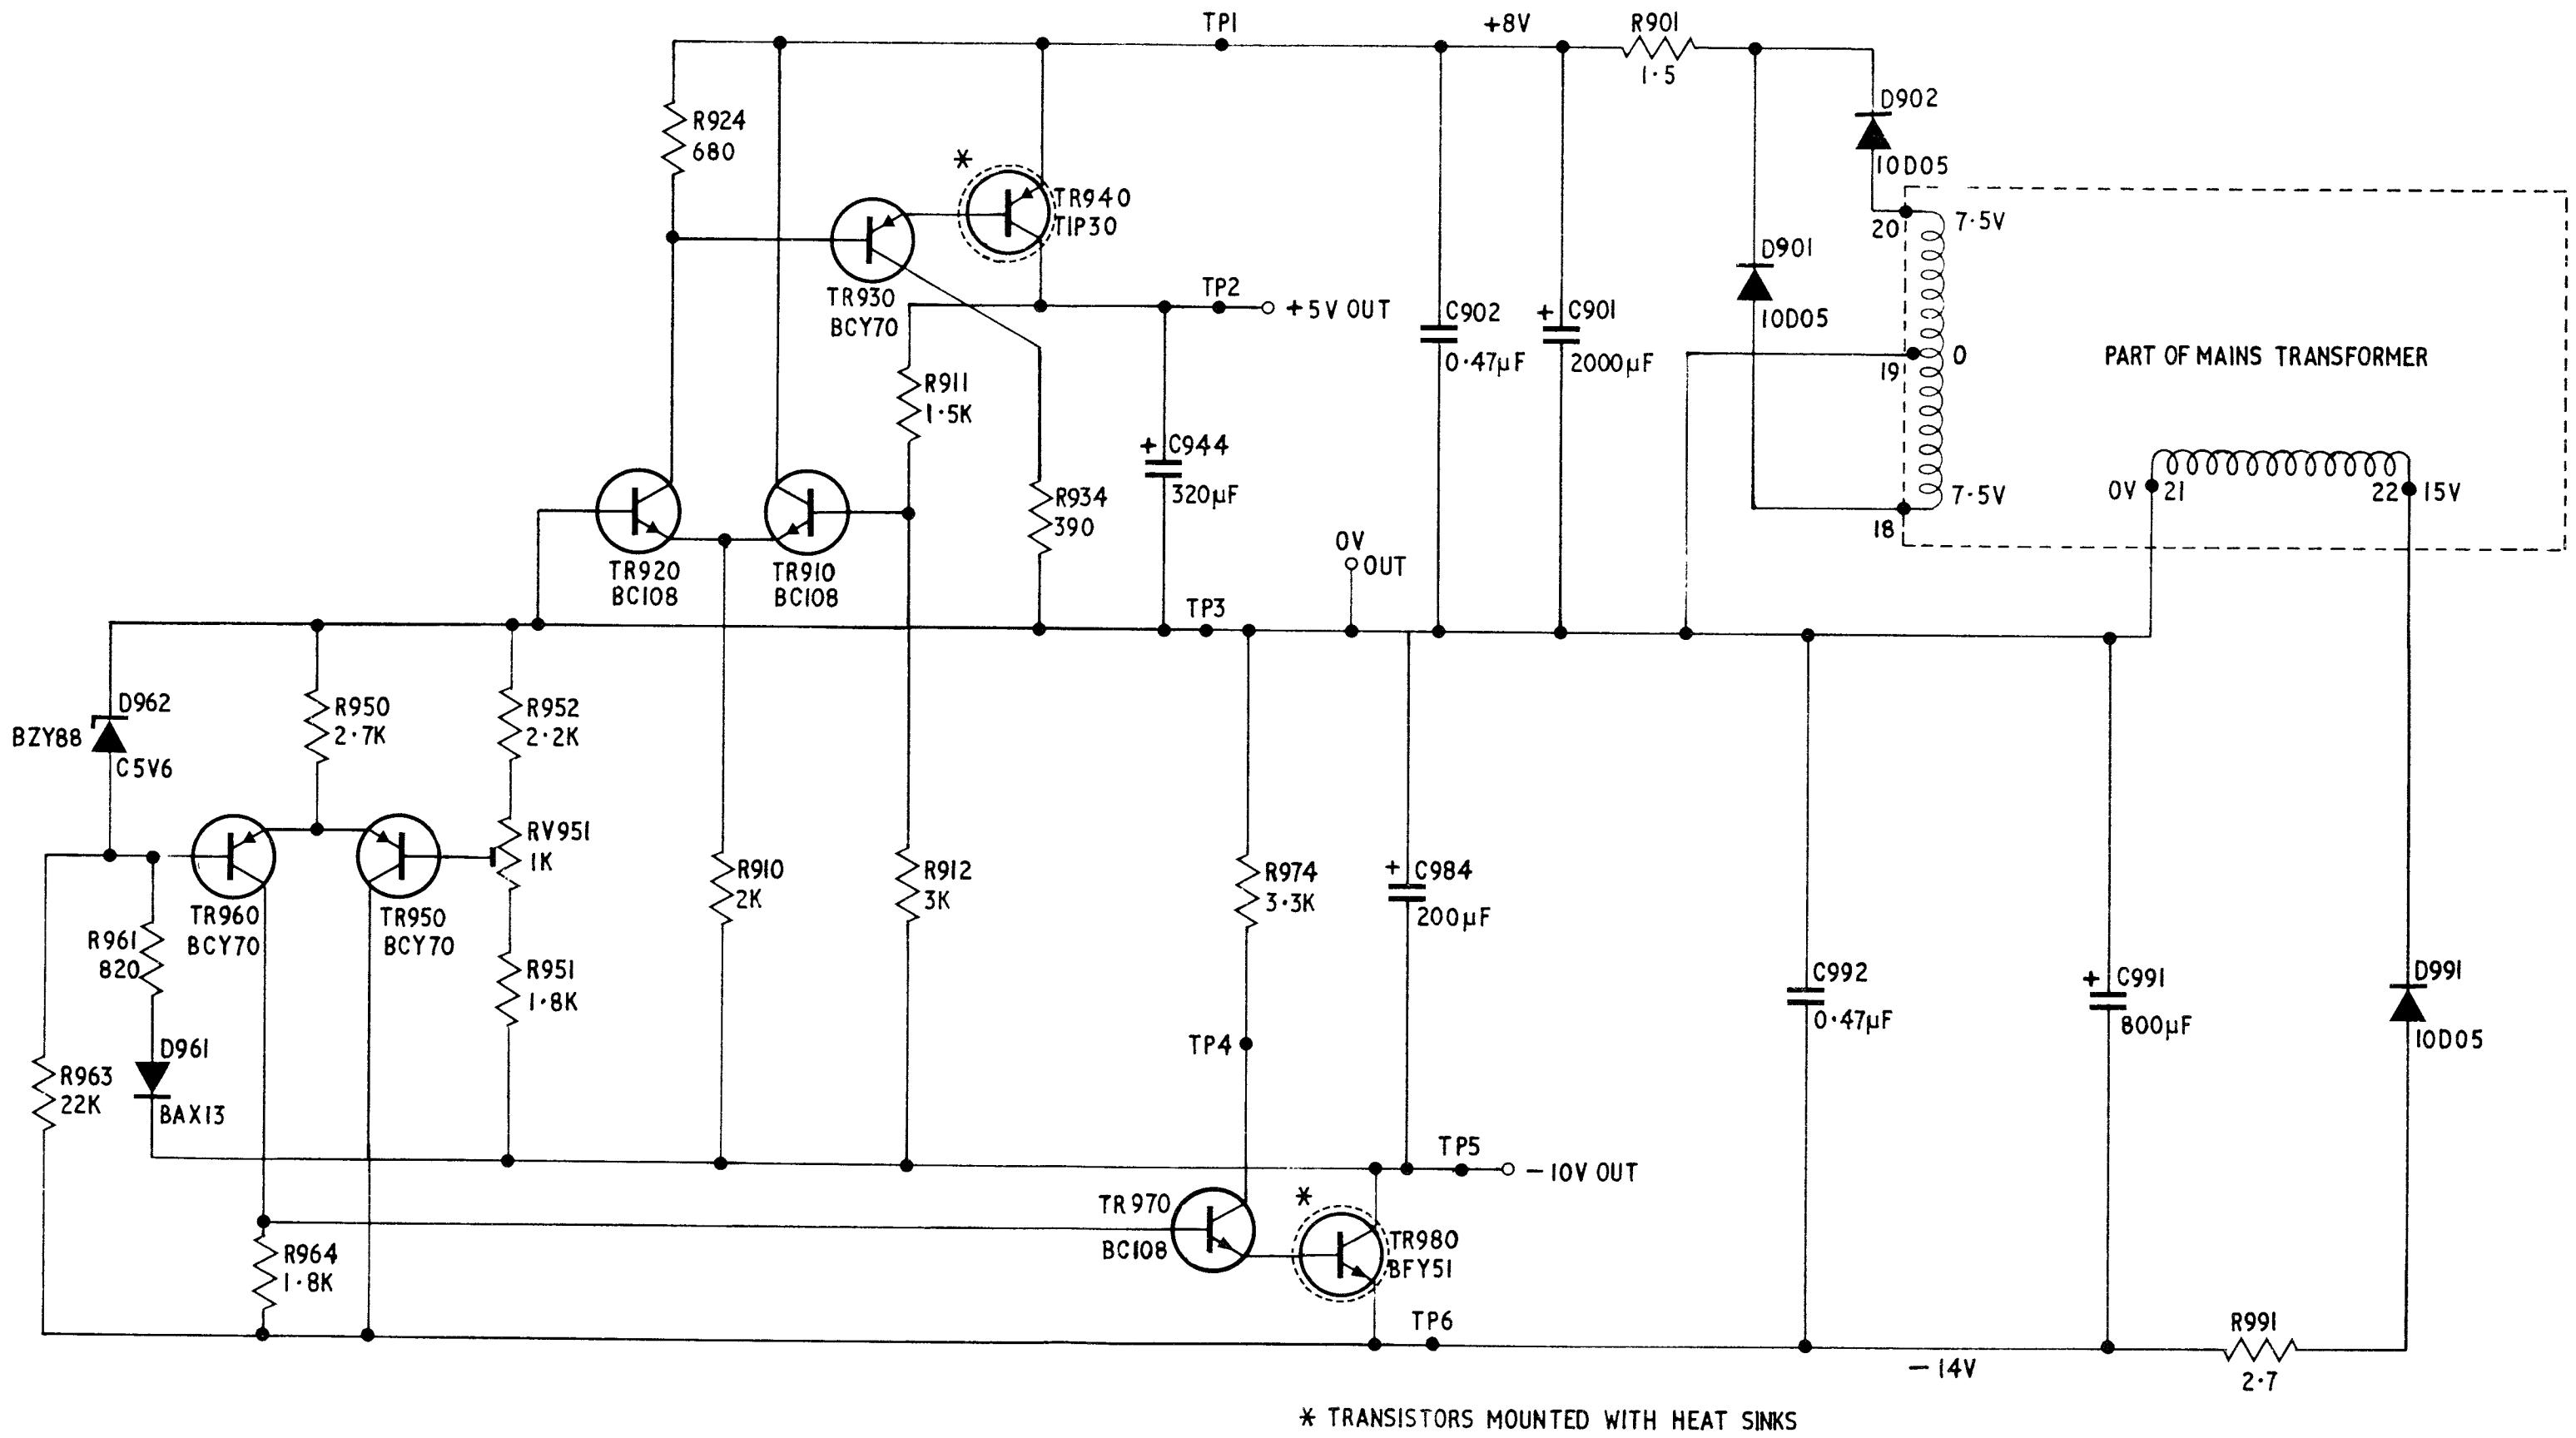 TP1
+8V
R901
1·5
D902
10D05
R924
680
*
TR940
TIP30
20
7·5V
D901
10D05
TR930
BCY70
TP2
+5V OUT
C902
0·47µF
+ C901
2000µF
19
0
PART OF MAINS TRANSFORMER
R911
1·5K
+ C944
320µF
R934
390
0V
OUT
7·5V
18
0V 21
22 15V
TR920
BC108
TR910
BC108
TP3
D962
BZY88
C5V6
R950
2·7K
R952
2·2K
RV951
1K
TR960
BCY70
TR950
BCY70
R961
820
R951
1·8K
R910
2K
R912
3K
R974
3·3K
+ C984
200µF
C992
0·47µF
+ C991
800µF
D991
10D05
TP4
D961
BAX13
R963
22K
TP5
-10V OUT
TR970
BC108
*
TR980
BFY51
R964
1·8K
TP6
-14V
R991
2·7
* TRANSISTORS MOUNTED WITH HEAT SINKS